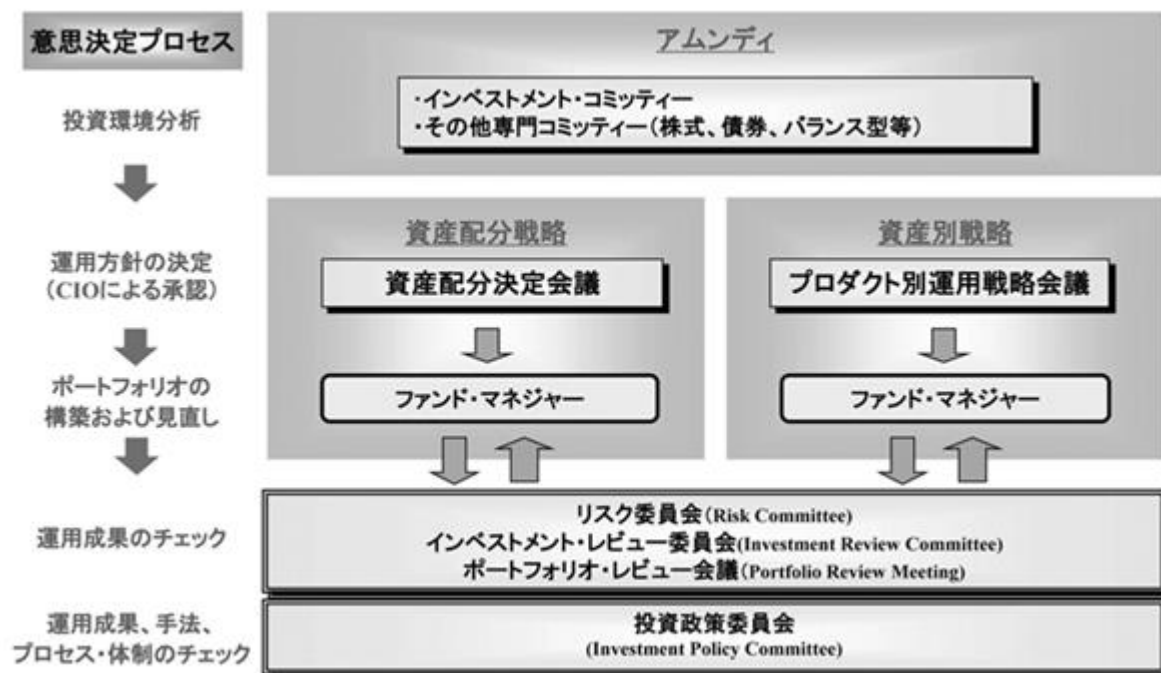 意思決定プロセス
アムンディ
投資環境分析
・インベストメント・コミッティー
・その他専門コミッティー(株式、債券、バランス型等)
運用方針の決定
(CIOによる承認)
資産配分戦略
資産配分決定会議
資産別戦略
プロダクト別運用戦略会議
ポートフォリオの
構築および見直し
ファンド・マネジャー
ファンド・マネジャー
運用成果のチェック
リスク委員会(Risk Committee)
インベストメント・レビュー委員会(Investment Review Committee)
ポートフォリオ・レビュー会議(Portfolio Review Meeting)
運用成果、手法、
プロセス・体制のチェック
投資政策委員会
(Investment Policy Committee)